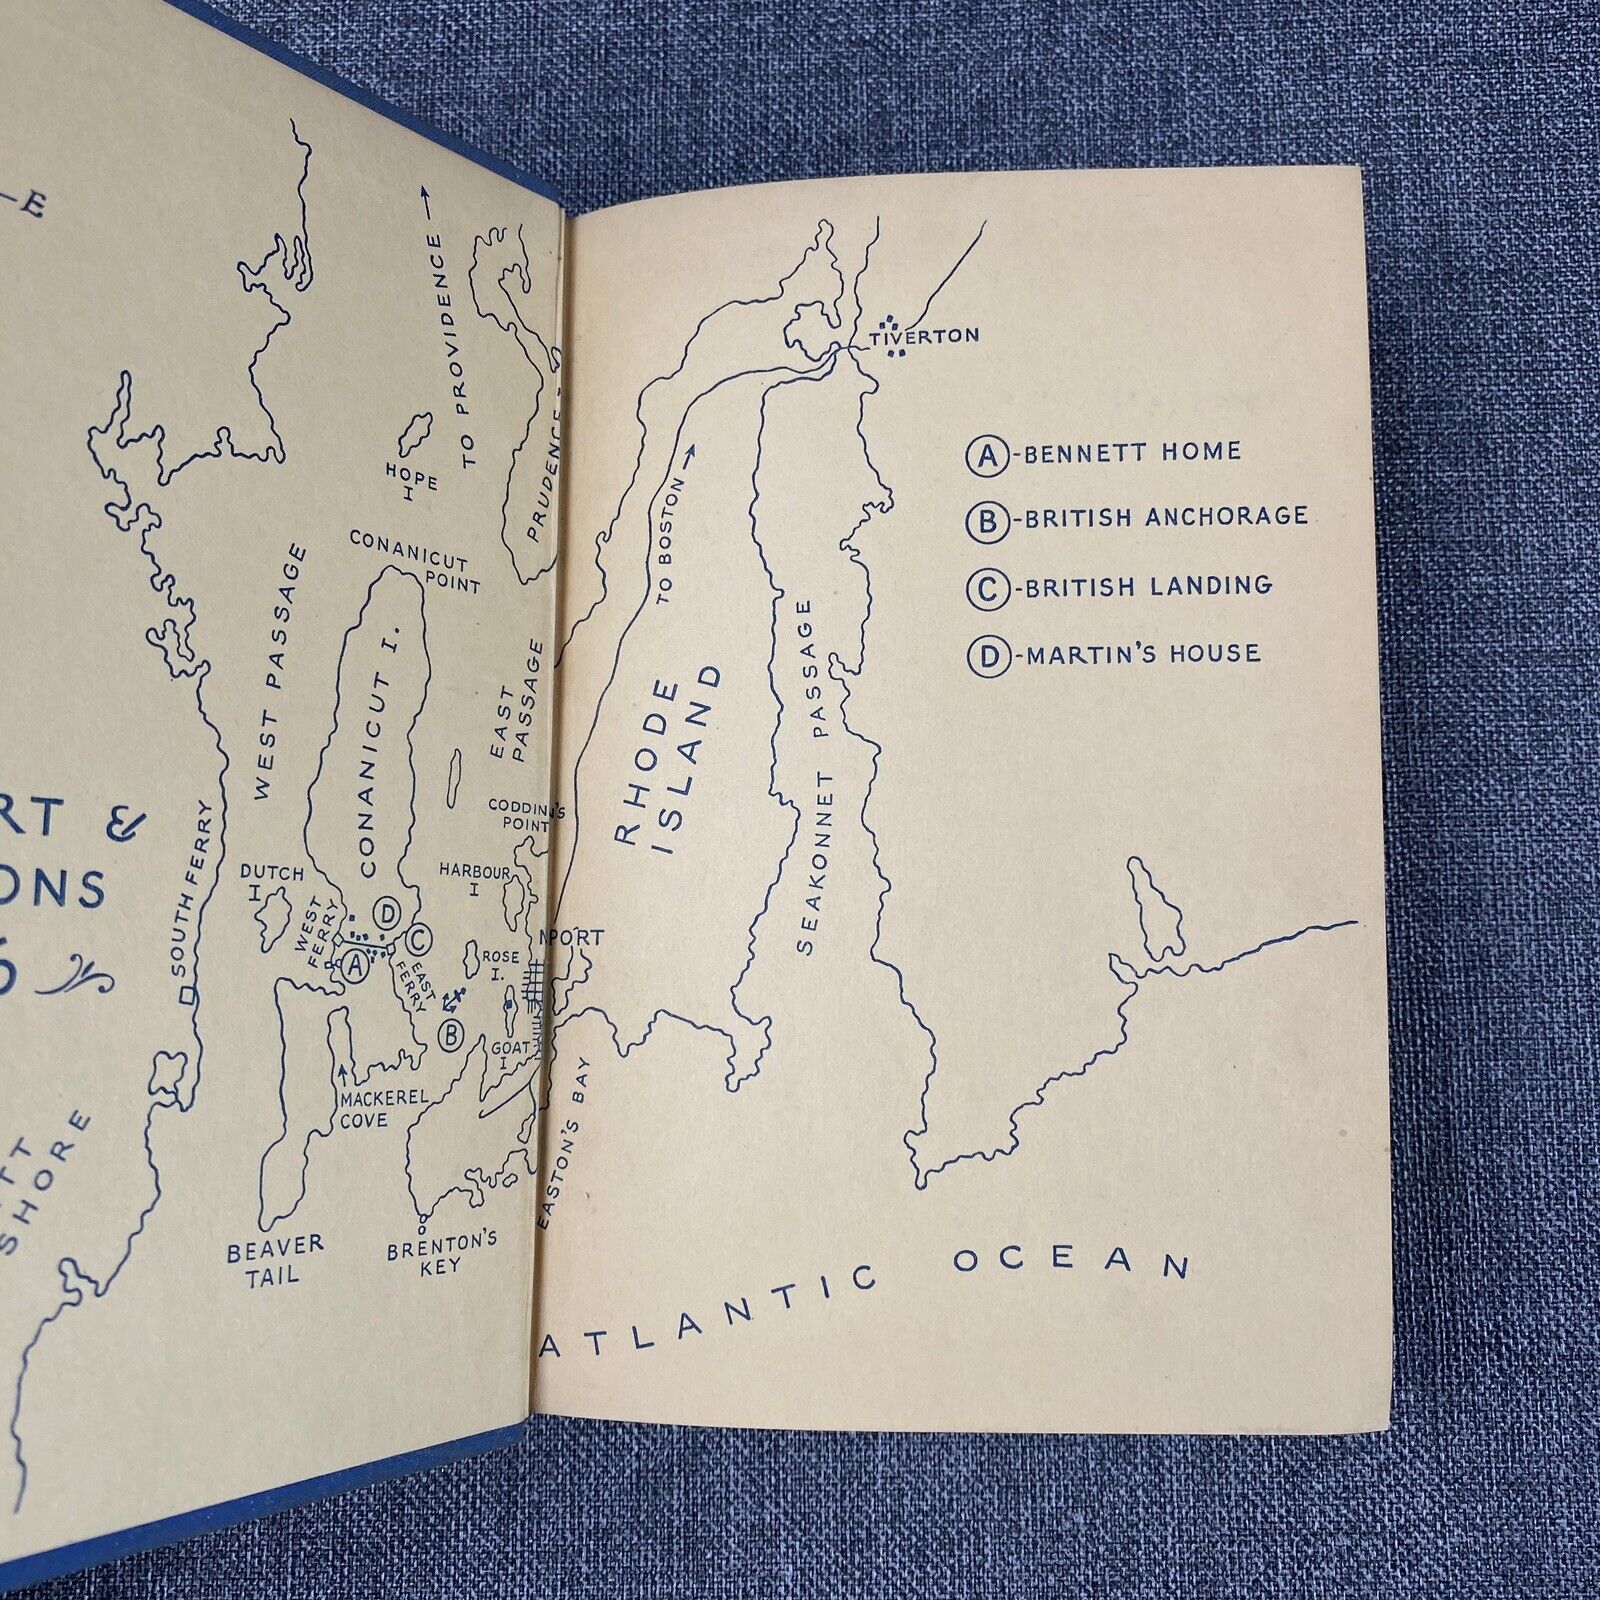 E
TO PROVIDENCE
HOPE
I
PRUDENCE
CONANICUT
POINT
WEST PASSAGE
CONANICUT I.
EAST
PASSAGE
RT &
ONS
SOUTH FERRY
DUTCH
I
WEST
FERRY
D
C
A
EAST
FERRY
B
HARBOUR
I
ROSE
I.
GOAT
I
MACKEREL
COVE
TT
SHORE
BEAVER
TAIL
BRENTON'S
KEY
TIVERTON
TO BOSTON
RHODE
ISLAND
SEAKONNET PASSAGE
NPORT
EASTON'S BAY
ATLANTIC OCEAN
A-BENNETT HOME
B-BRITISH ANCHORAGE
C-BRITISH LANDING
D-MARTIN'S HOUSE